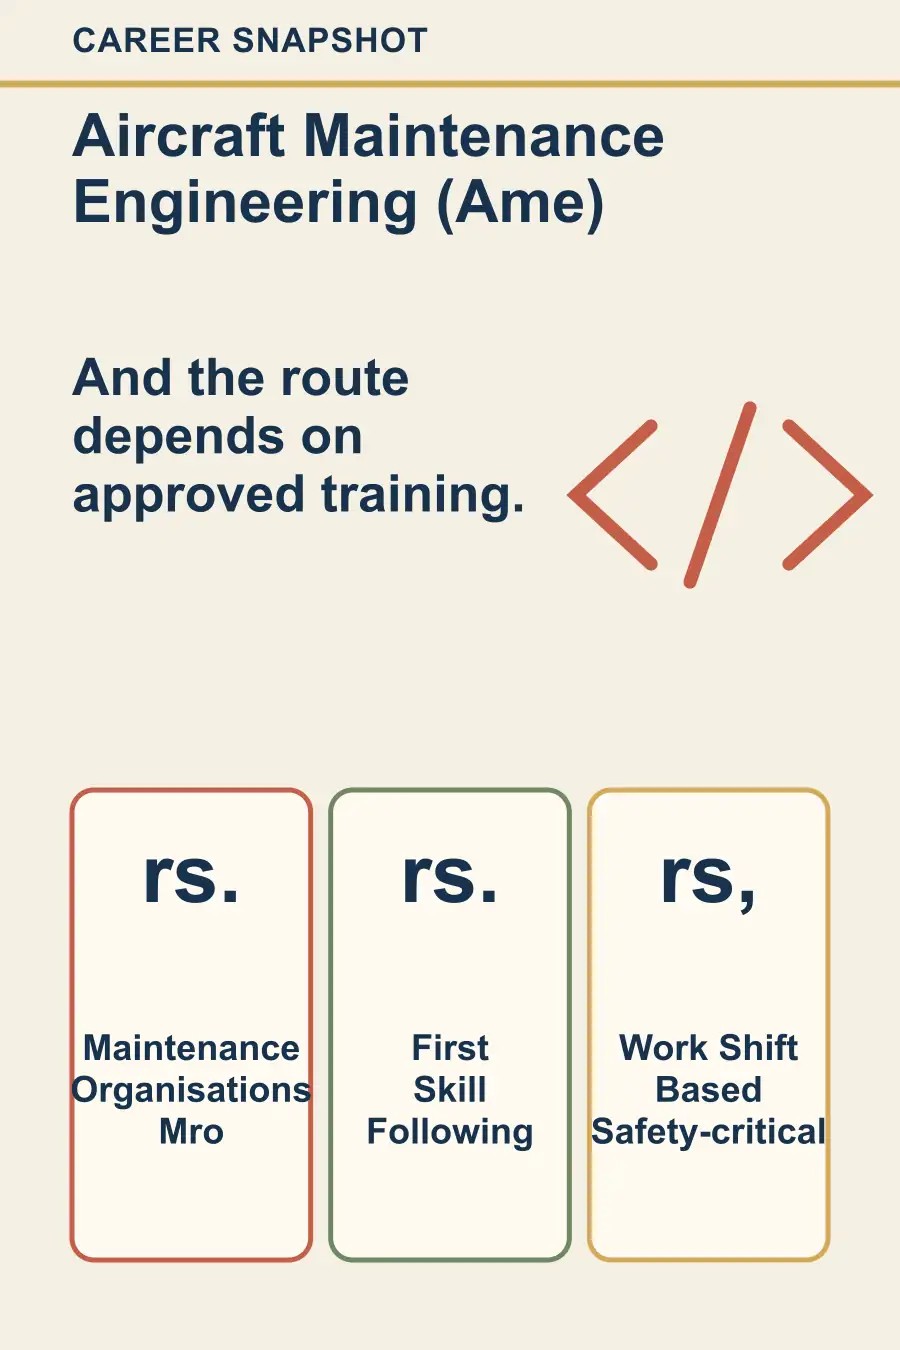 CAREER SNAPSHOT
Aircraft Maintenance
Engineering (Ame)
And the route
depends on
approved training.
</>
rs.
Maintenance
Organisations
Mro
rs.
First
Skill
Following
rs,
Work Shift
Based
Safety-critical